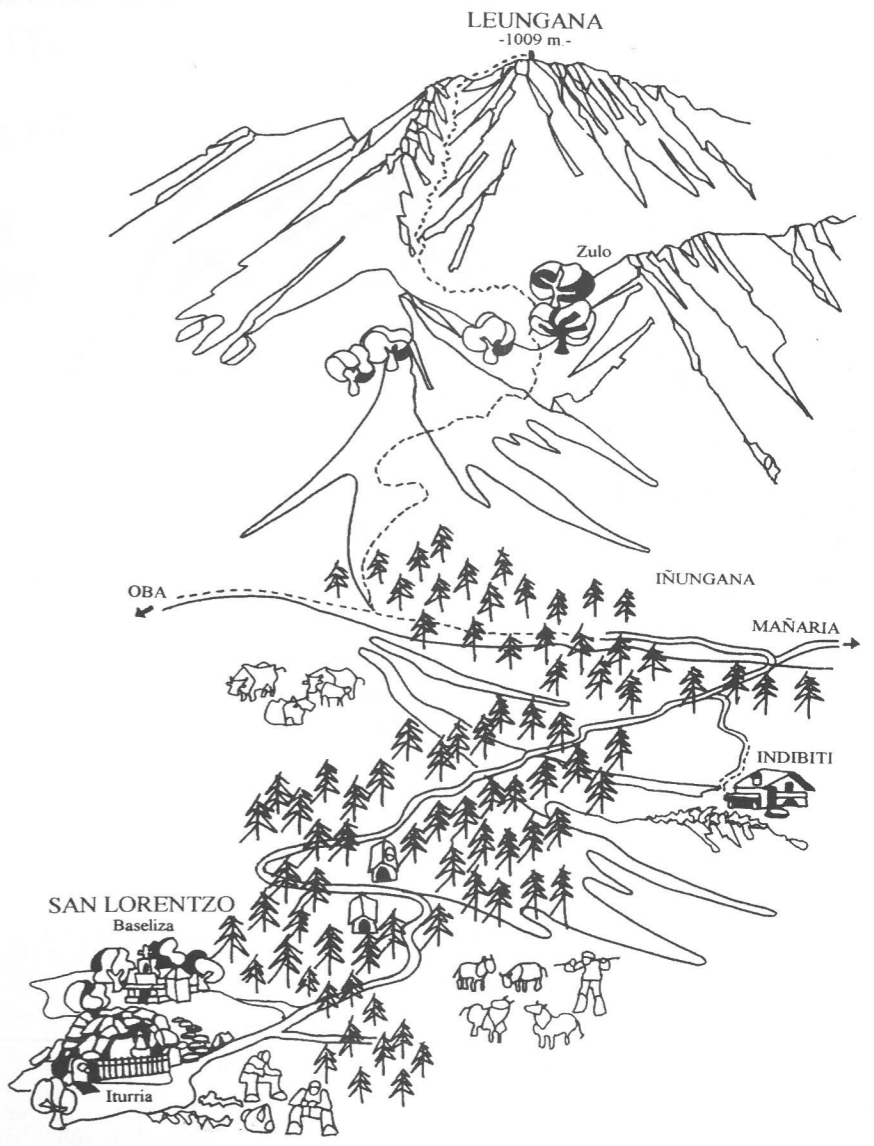 LEUNGANA
-1009 m.-
Zulo
IÑUNGANA
OBA
MAÑARIA
INDIBITI
SAN LORENTZO
Baseliza
Iturria